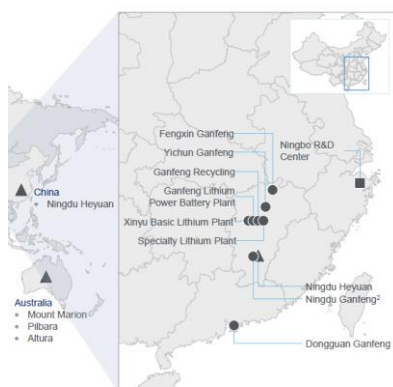 Fengxin Ganfeng
Yichun Ganfeng
Ningbo R&D
Center
Ganfeng Recycling
Ganfeng Lithium
Power Battery Plant
Xinyu Basic Lithium Plant¹
Specialty Lithium Plant
China
Ningdu Heyuan
Ningdu Heyuan
Ningdu Ganfeng²
Australia
Mount Marion
Pilbara
Altura
Dongguan Ganfeng